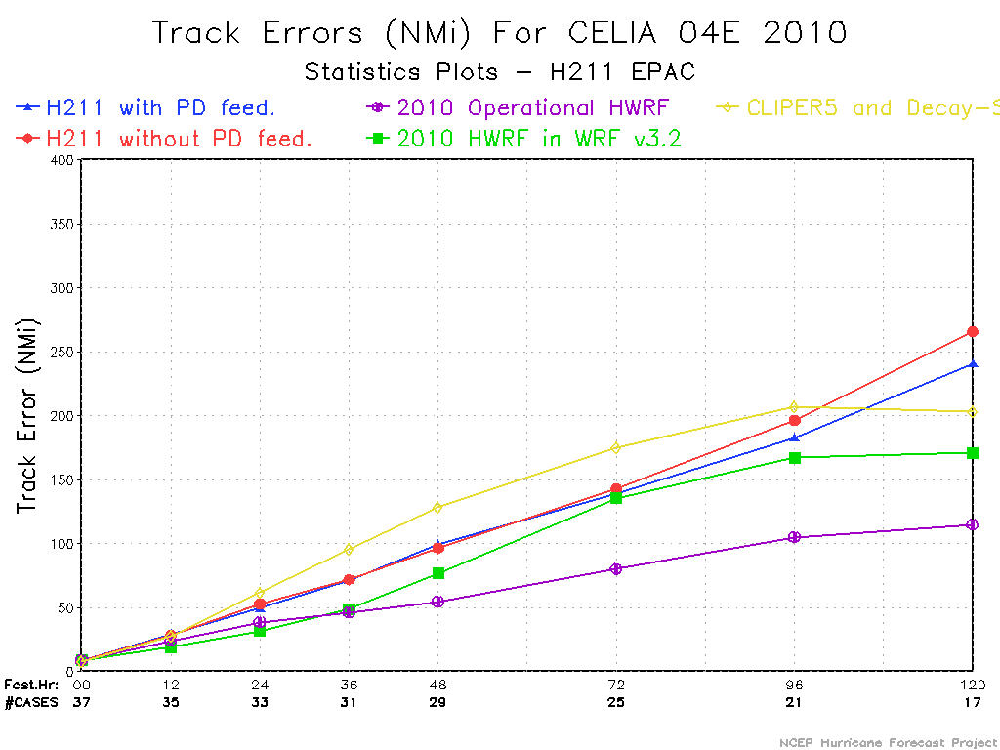 Track Errors (NMi) For CELIA 04E 2010
Statistics Plots – H211 EPAC
H211 with PD feed. 2010 Operational HWRF CLIPER5 and Decay-S
H211 without PD feed. 2010 HWRF in WRF v3.2
Track Error (NMi)
400
350
300
250
200
150
100
50
0
Fcst.Hr: 00 12 24 36 48 72 96 120
#CASES 37 35 33 31 29 25 21 17
NCEP Hurricane Forecast Project